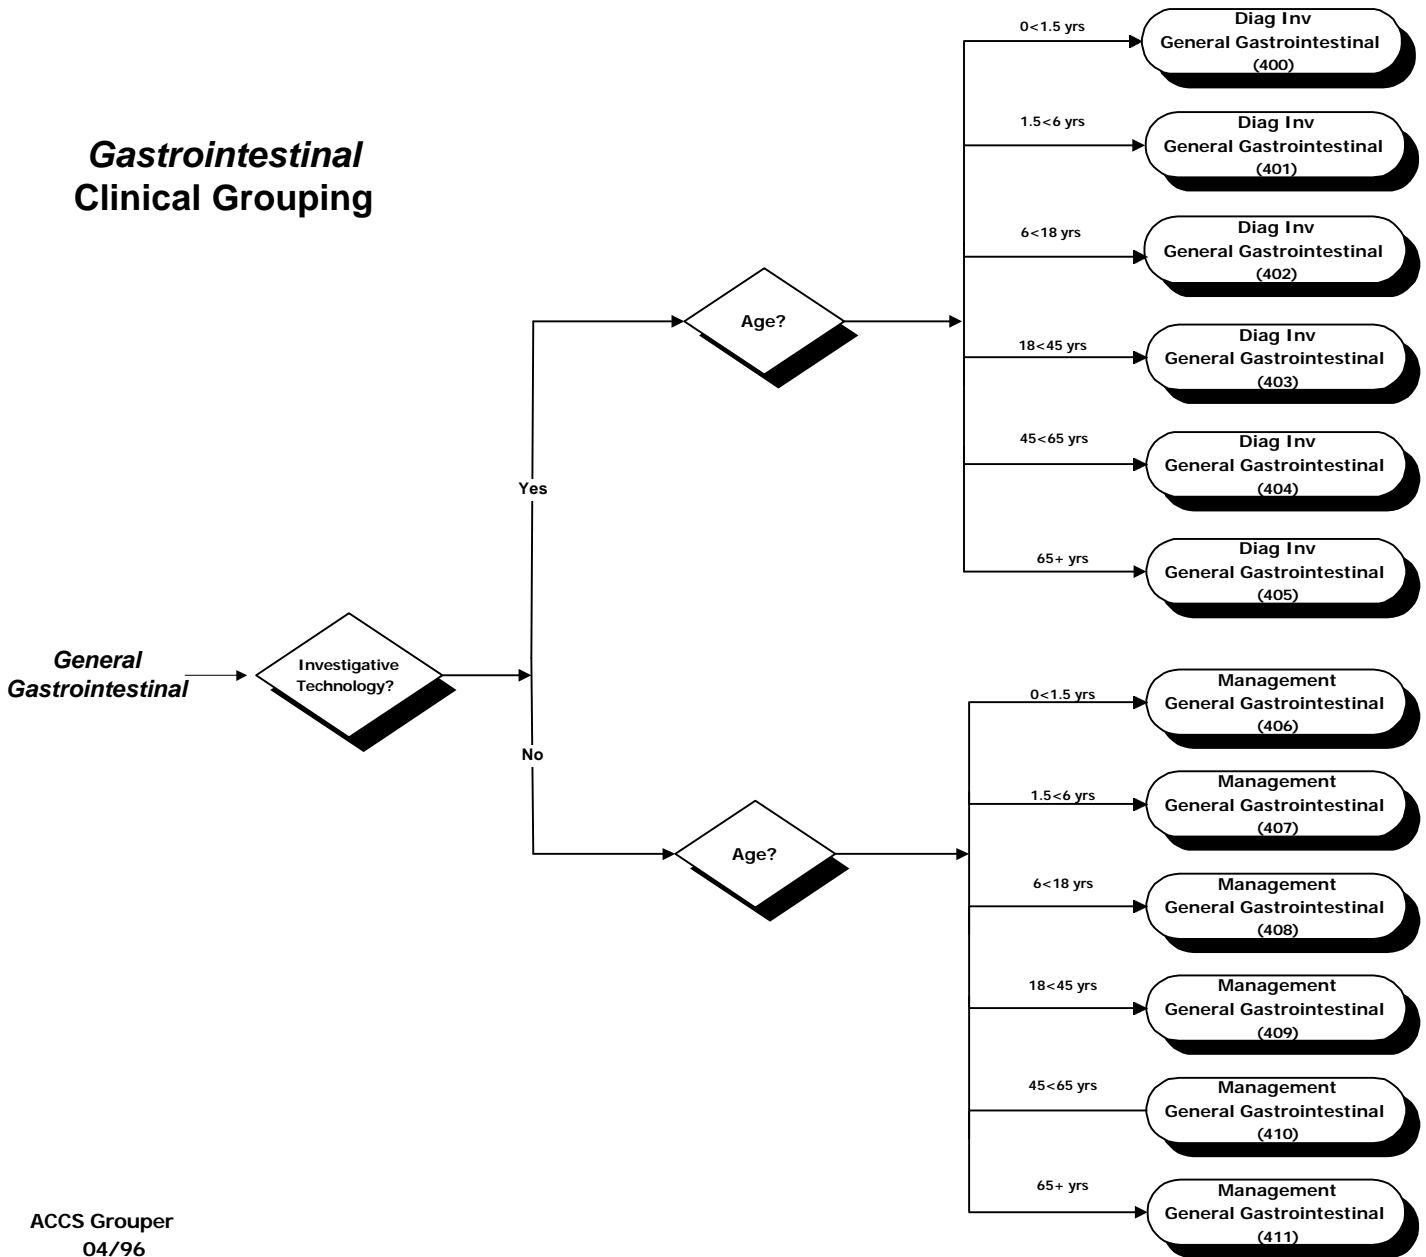 Gastrointestinal
Clinical Grouping
General
Gastrointestinal
Investigative
Technology?
Yes
Age?
0<1.5 yrs
Diag Inv
General Gastrointestinal
(400)
1.5<6 yrs
Diag Inv
General Gastrointestinal
(401)
6<18 yrs
Diag Inv
General Gastrointestinal
(402)
18<45 yrs
Diag Inv
General Gastrointestinal
(403)
45<65 yrs
Diag Inv
General Gastrointestinal
(404)
65+ yrs
Diag Inv
General Gastrointestinal
(405)
No
Age?
0<1.5 yrs
Management
General Gastrointestinal
(406)
1.5<6 yrs
Management
General Gastrointestinal
(407)
6<18 yrs
Management
General Gastrointestinal
(408)
18<45 yrs
Management
General Gastrointestinal
(409)
45<65 yrs
Management
General Gastrointestinal
(410)
65+ yrs
Management
General Gastrointestinal
(411)
ACCS Grouper
04/96